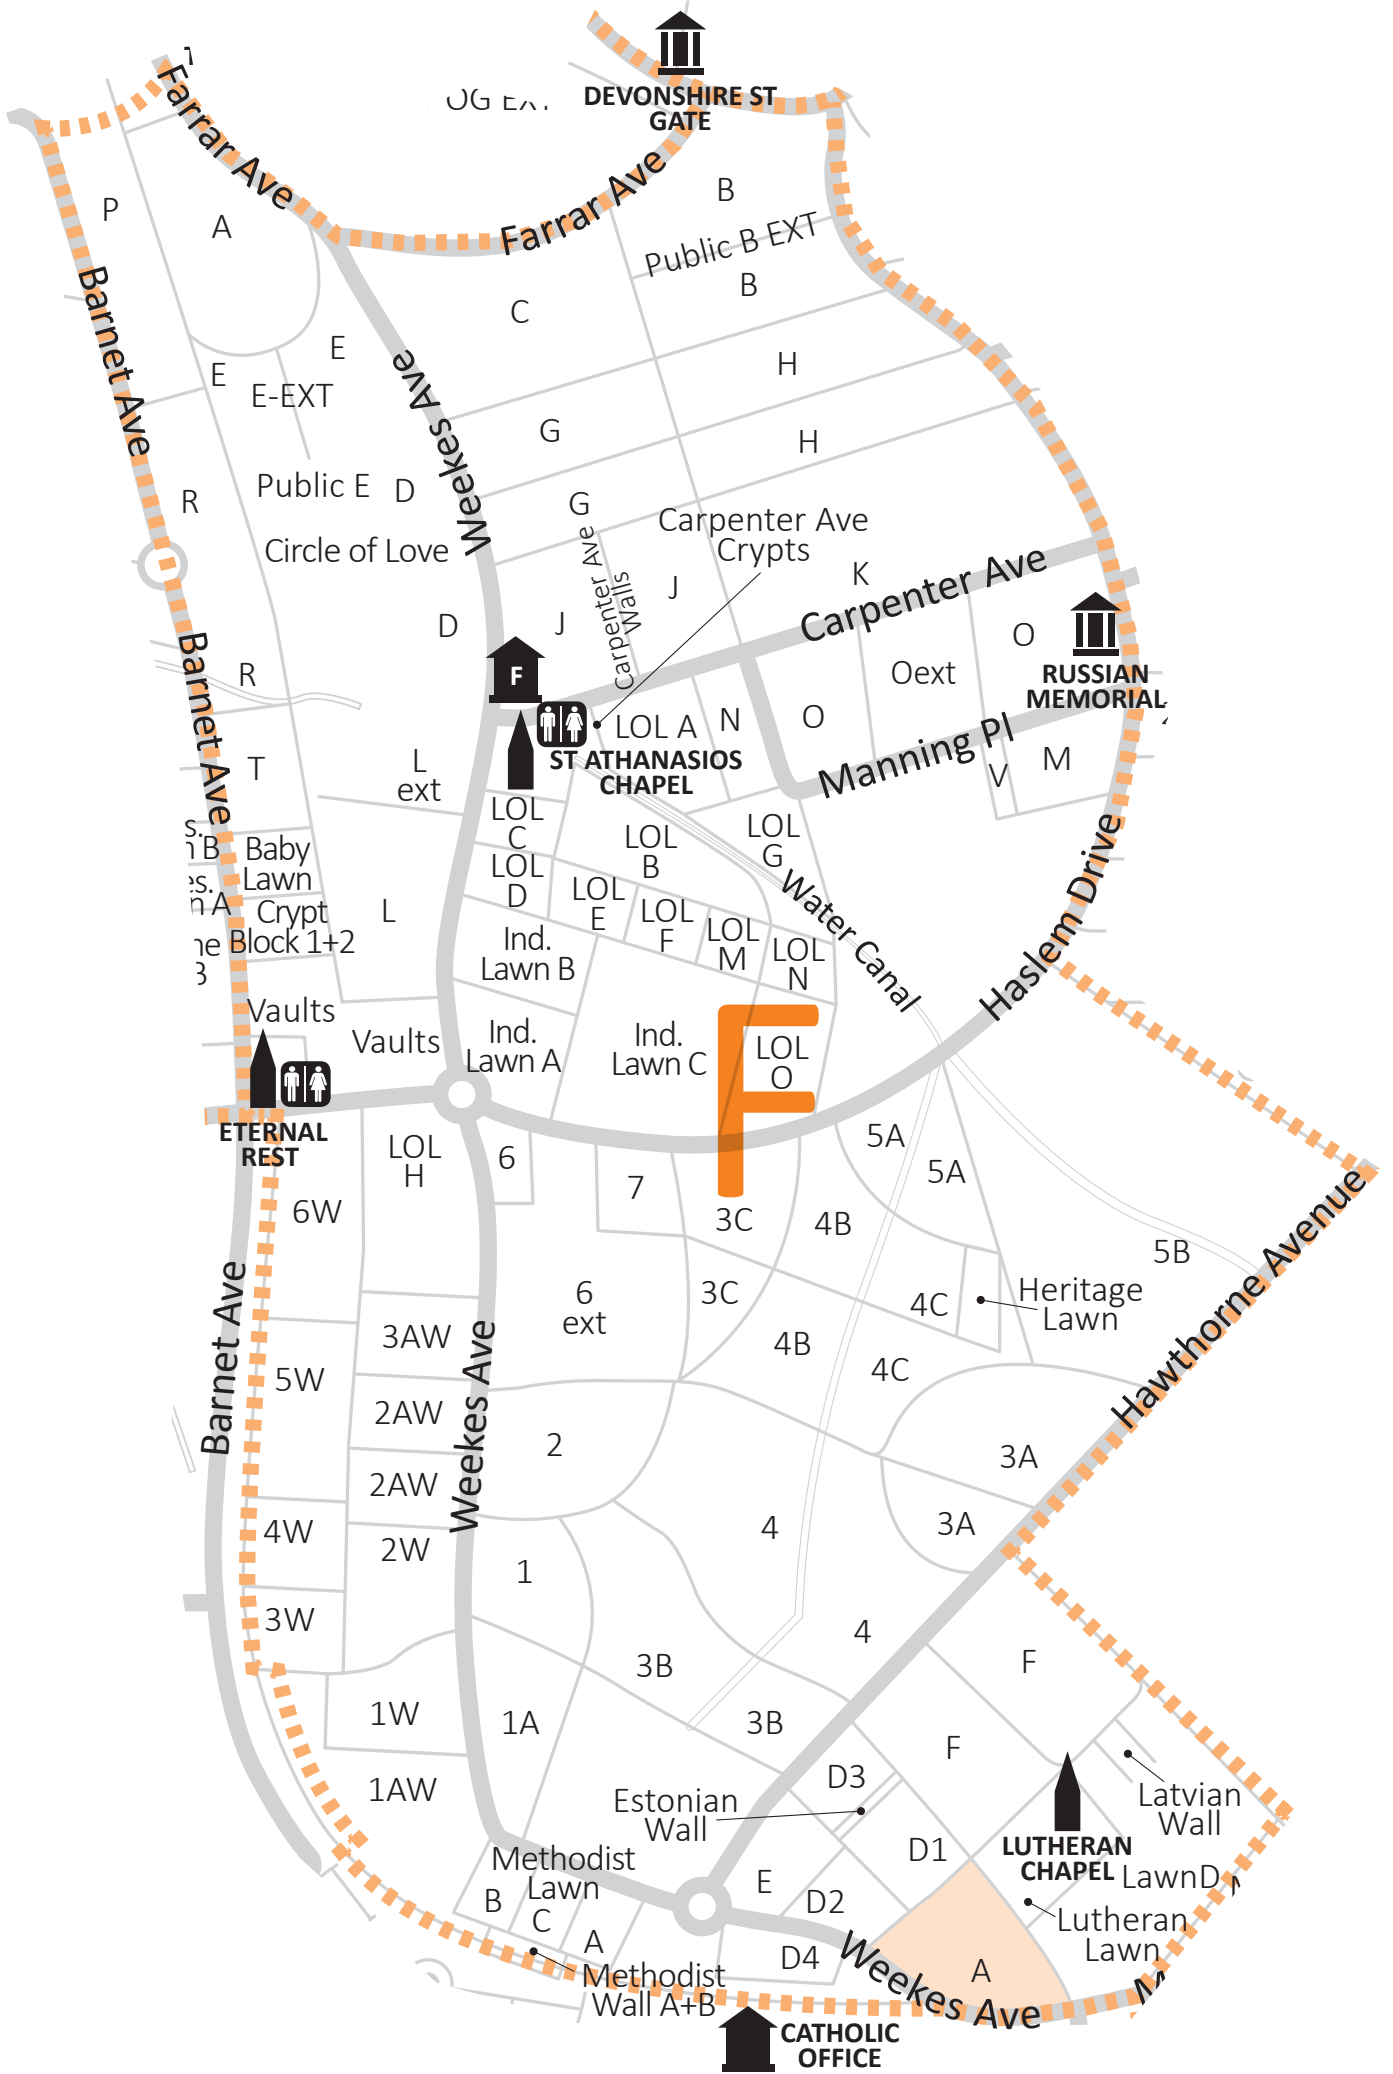 DEVONSHIRE ST
GATE
Farrar Ave
Farrar Ave
P
A
B
Public B EXT
B
Barnet Ave
C
E
E
E-EXT
Weekes Ave
H
G
H
R
Public E
D
G
Circle of Love
Carpenter Ave
Crypts
Carpenter Ave
Walls
J
K
Carpenter Ave
D
J
O
Oext
F
RUSSIAN
MEMORIAL
Barnet Ave
R
LOL A
N
O
Manning Pl
ST ATHANASIOS
CHAPEL
T
L
ext
V
M
LOL
C
LOL
B
LOL
G
Baby
Lawn
LOL
D
LOL
E
LOL
F
LOL
M
LOL
N
Water Canal
Haslem Drive
Crypt
Block 1+2
L
Ind.
Lawn B
Vaults
Vaults
Ind.
Lawn A
Ind.
Lawn C
LOL
O
F
ETERNAL
REST
LOL
H
6
7
5A
5A
6W
3C
4B
5B
Hawthorne Avenue
Barnet Ave
6
ext
3C
4C
Heritage
Lawn
3AW
4B
4C
5W
Weekes Ave
2AW
2
3A
2AW
4W
2W
4
3A
1
3W
4
3B
F
1W
1A
3B
F
1AW
D3
Estonian
Wall
Latvian
Wall
D1
LUTHERAN
CHAPEL
Lawn D
Methodist
Lawn
B
C
A
E
D2
D4
Lutheran
Lawn
A
Weekes Ave
Methodist
Wall A+B
CATHOLIC
OFFICE